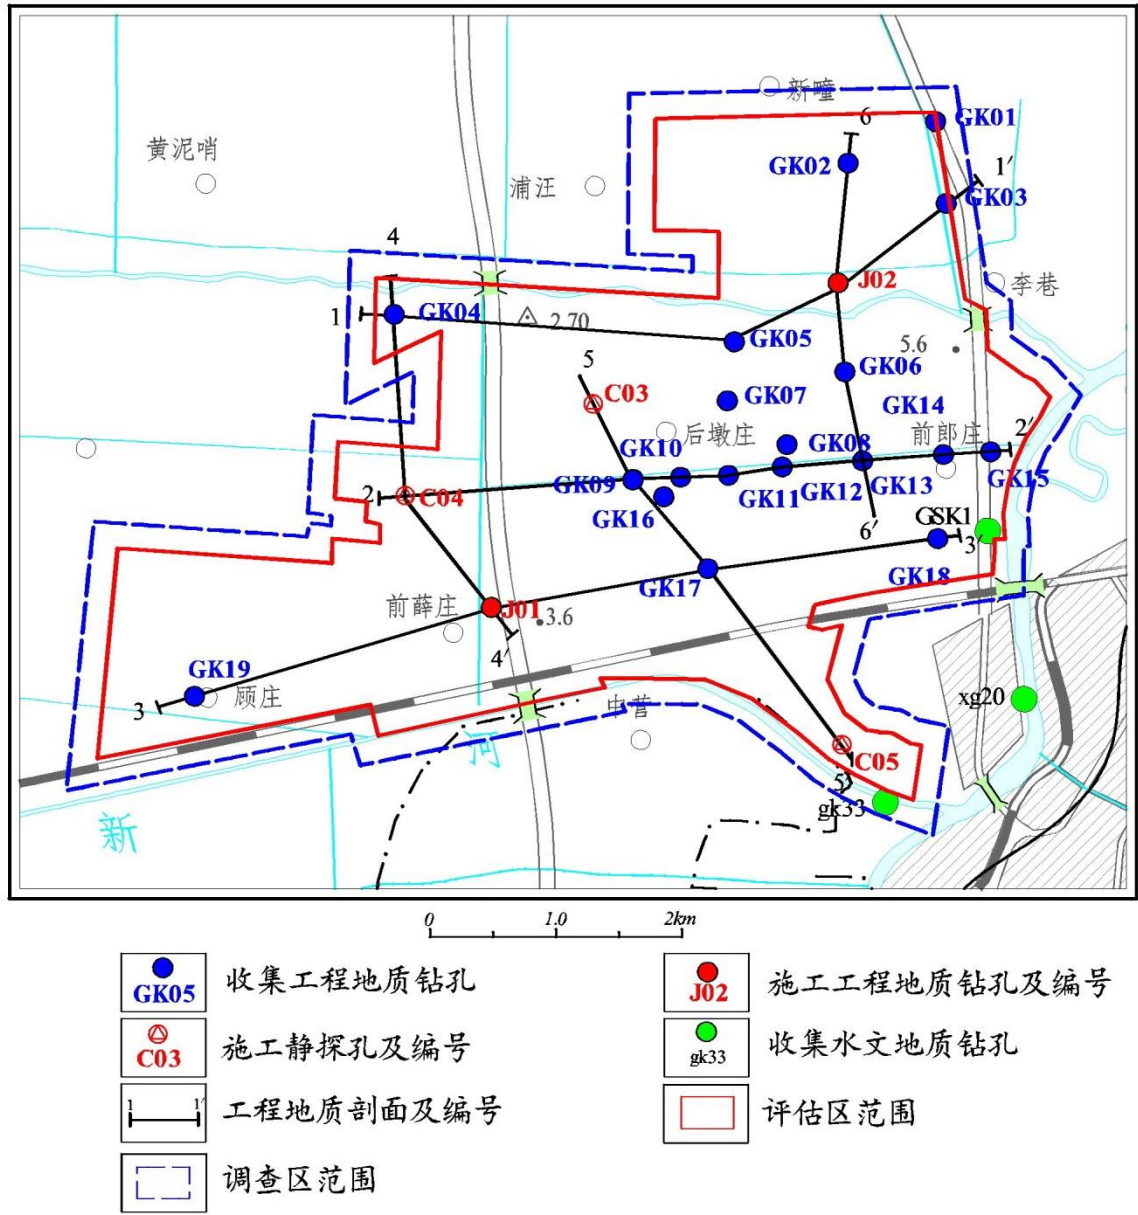 新疃
GK01
6
黄泥哨
GK02
1′
浦汪
GK03
4
J02
李巷
1
GK04
2.70
GK05
5.6
5
GK06
C03
GK07
GK14
GK10
后墩庄
GK08
前郎庄
2′
GK09
GK11
GK12
GK13
GK15
2
C04
GK16
GSK1
6′
3′
GK17
GK18
前薛庄
J01
3.6
4′
GK19
3
顾庄
中营
xg20
河
C05
5′
gk33
新
0 1.0 2km
GK05 收集工程地质钻孔
J02 施工工程地质钻孔及编号
C03 施工静探孔及编号
gk33 收集水文地质钻孔
1 1′ 工程地质剖面及编号
评估区范围
调查区范围